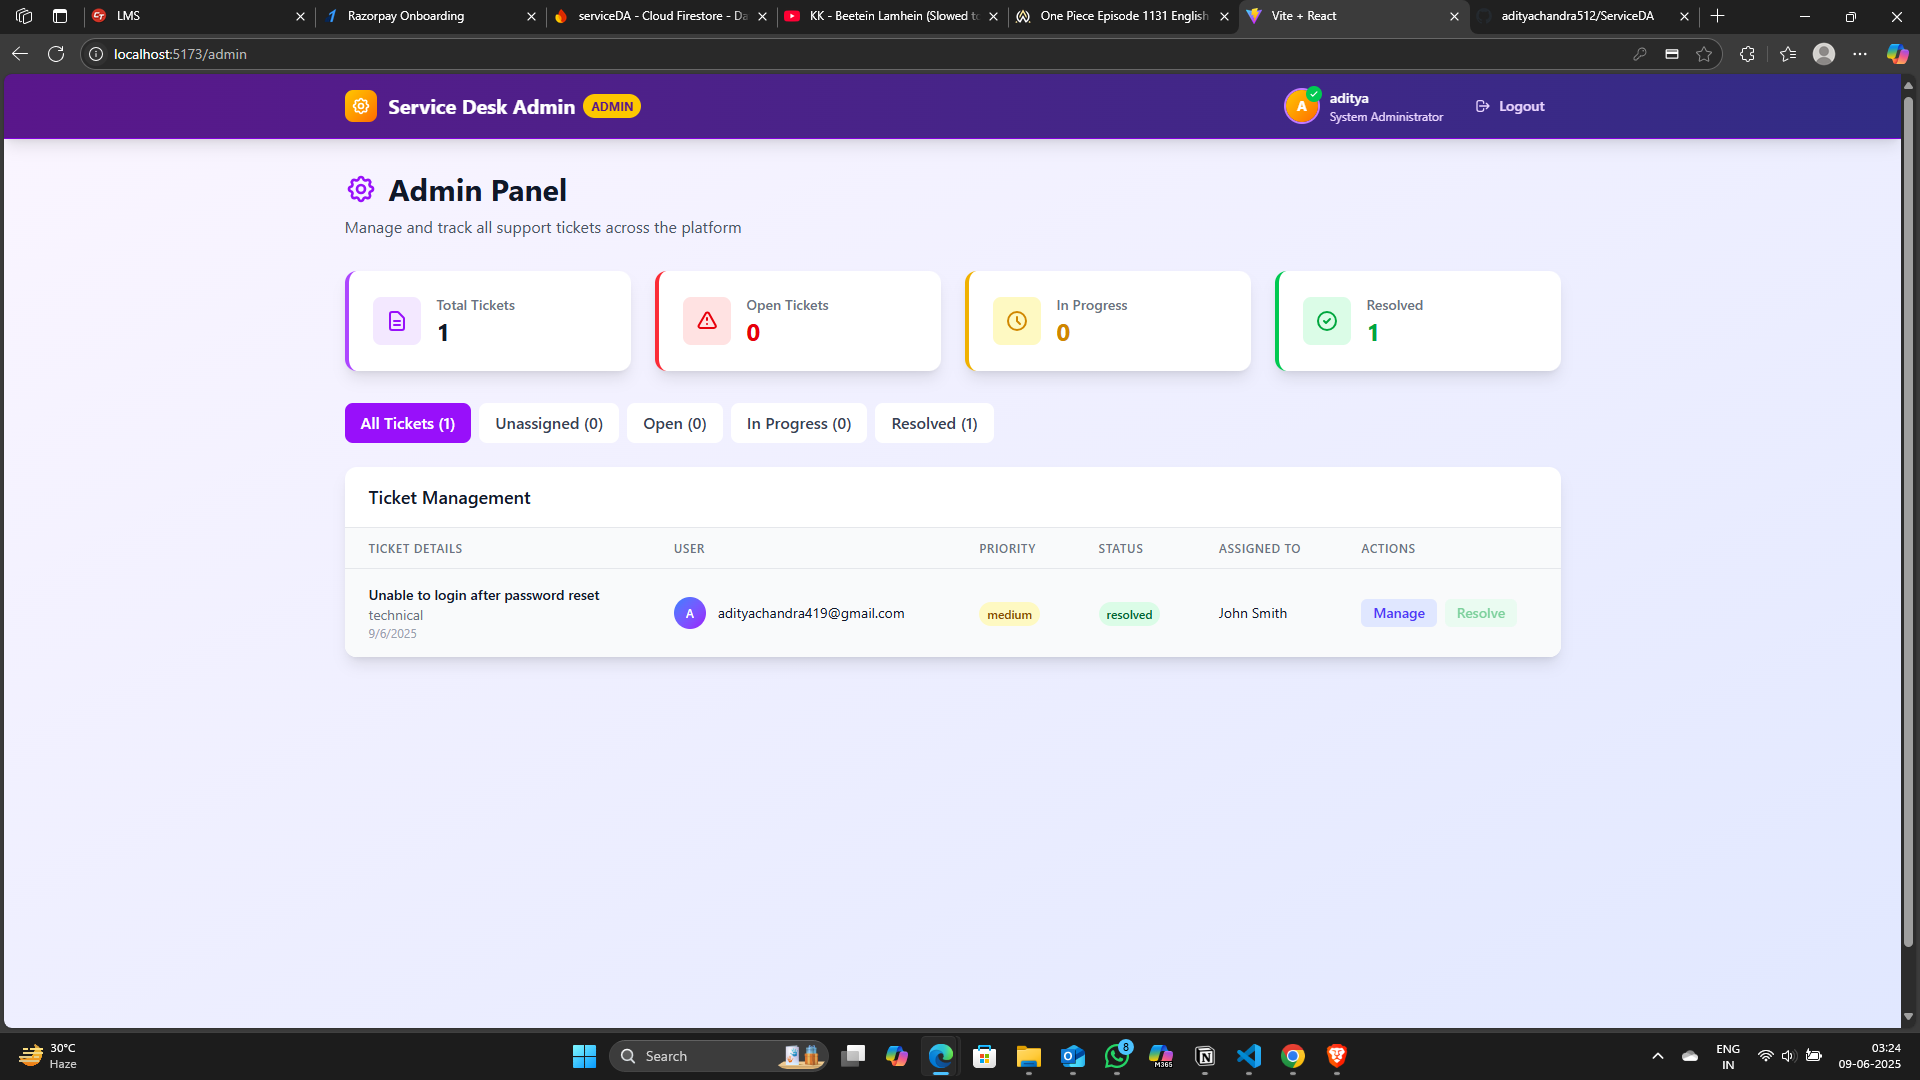 LMS
Razorpay Onboarding
serviceDA - Cloud Firestore - Da
KK - Beetein Lamhein (Slowed to
One Piece Episode 1131 English
Vite + React
adityachandra512/ServiceDA
localhost:5173/admin
Service Desk Admin ADMIN
A
aditya
System Administrator
Logout
Admin Panel
Manage and track all support tickets across the platform
Total Tickets
1
Open Tickets
0
In Progress
0
Resolved
1
All Tickets (1)
Unassigned (0)
Open (0)
In Progress (0)
Resolved (1)
Ticket Management
TICKET DETAILS USER PRIORITY STATUS ASSIGNED TO ACTIONS
Unable to login after password reset
technical
9/6/2025
A
adityachandra419@gmail.com
medium
resolved
John Smith
Manage
Resolve
30°C
Haze
Search
8
M365
ENG
IN
03:24
09-06-2025